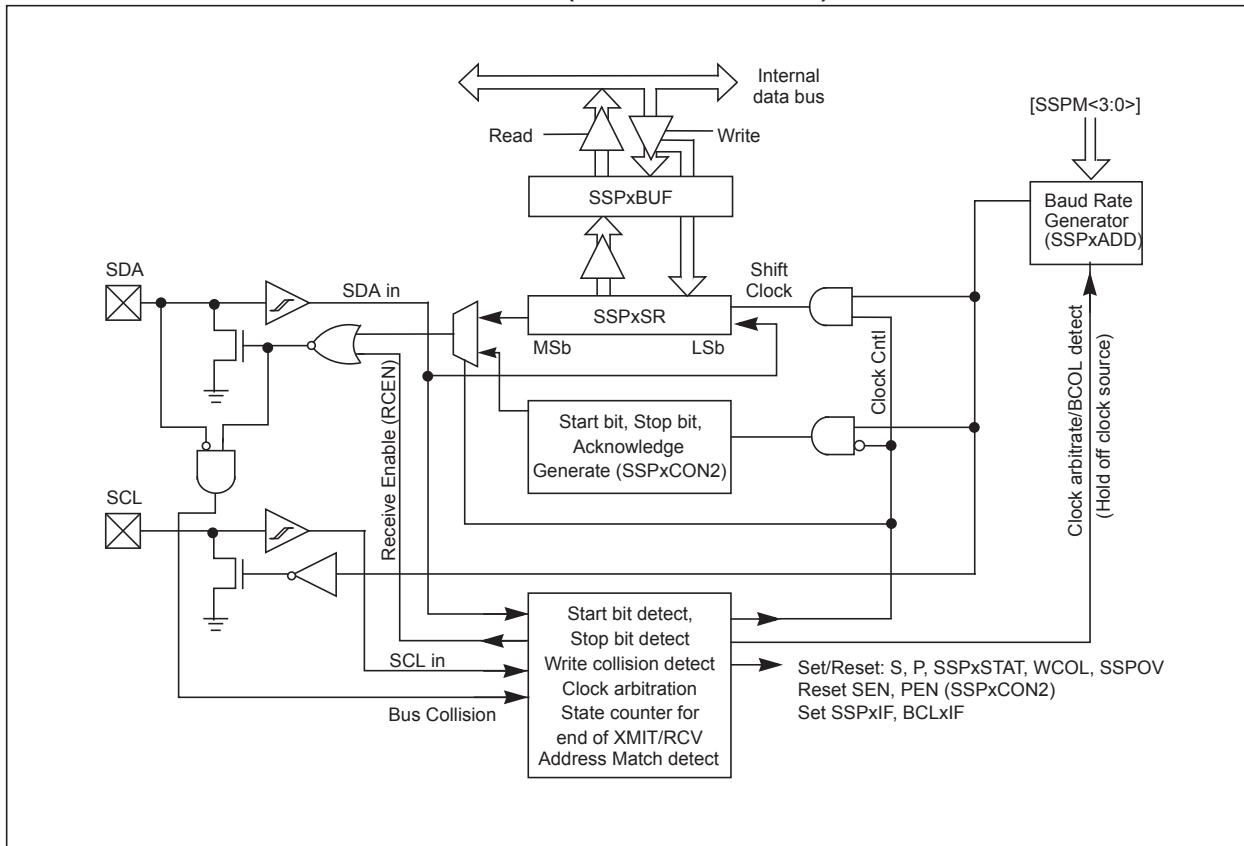 Internal
data bus
[SSPM<3:0>]
Read
Write
SSPxBUF
Baud Rate
Generator
(SSPxADD)
SDA
Shift
Clock
SDA in
SSPxSR
MSb
LSb
Clock Cntl
Clock arbitrate/BCOL detect
(Hold off clock source)
Receive Enable (RCEN)
Start bit, Stop bit,
Acknowledge
Generate (SSPxCON2)
SCL
Start bit detect,
Stop bit detect
SCL in
Write collision detect
Clock arbitration
Bus Collision
State counter for
end of XMIT/RCV
Address Match detect
Set/Reset: S, P, SSPxSTAT, WCOL, SSPOV
Reset SEN, PEN (SSPxCON2)
Set SSPxIF, BCLxIF